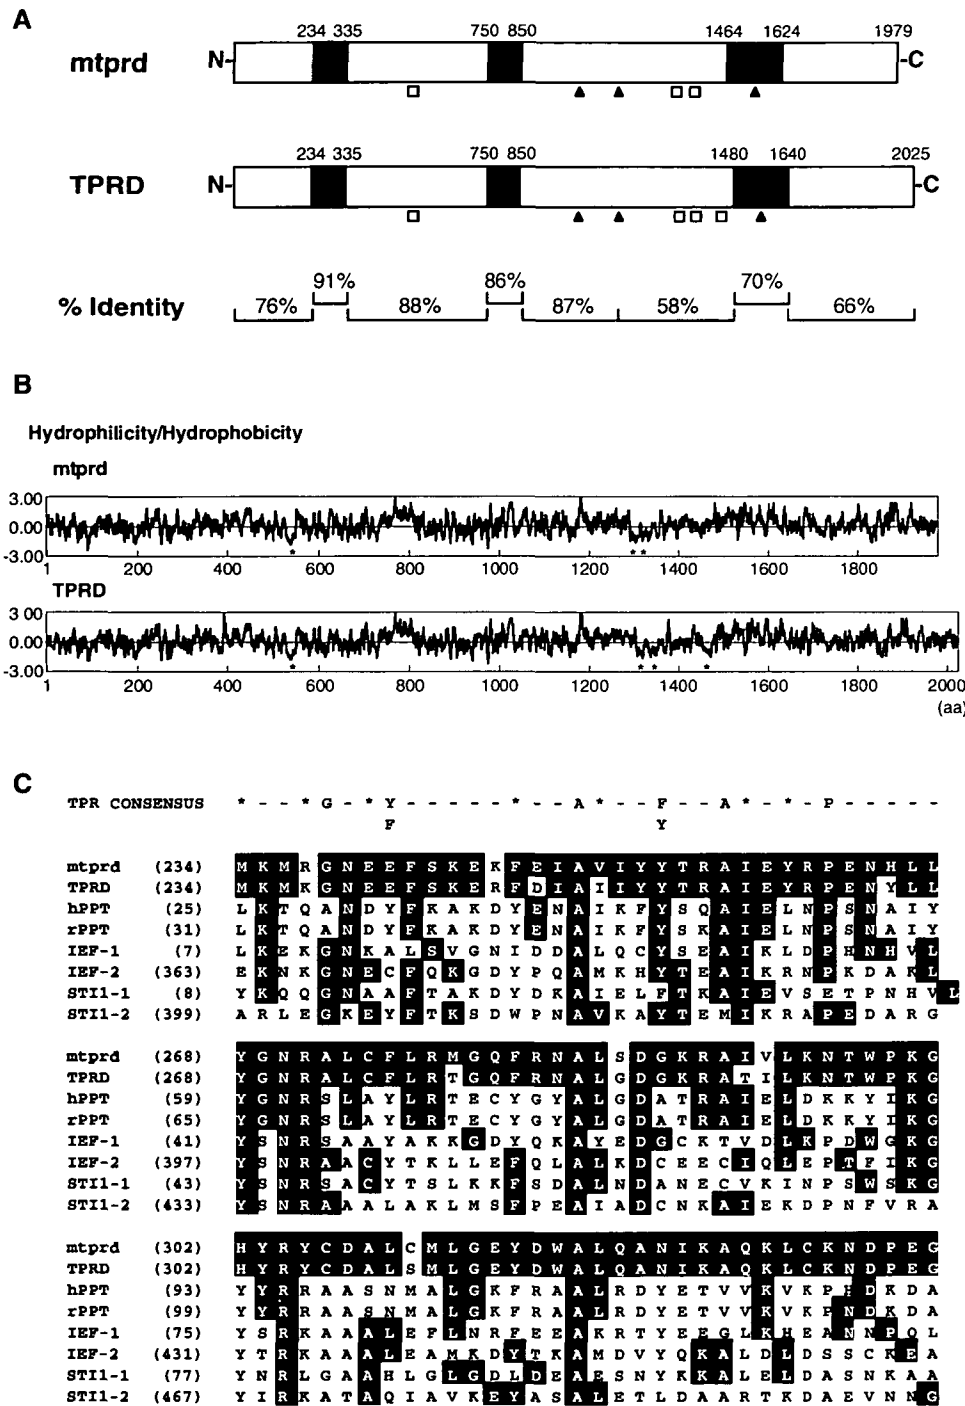 A
234 335 750 850 1464 1624 1979
mtprd N- -C
234 335 750 850 1480 1640 2025
TPRD N- -C
91% 86% 70%
% Identity 76% 88% 87% 58% 66%
B
Hydrophilicity/Hydrophobicity
mtprd
3.00
0.00
-3.00
* * *
1 200 400 600 800 1000 1200 1400 1600 1800
TPRD
3.00
0.00
-3.00
* * * *
1 200 400 600 800 1000 1200 1400 1600 1800 2000
(aa)
C
TPR CONSENSUS * - - * G - * Y - - - - - - * - - A * - - F - - A * - * - P - - - - -
F Y
mtprd (234) M K M R G N E E F S K E K F E I A V I Y Y T R A I E Y R P E N H L L
TPRD (234) M K M K G N E E F S K E R F D I A I I Y Y T R A I E Y R P E N Y L L
hPPT (25) L K T Q A N D Y F K A K D Y E N A I K F Y S Q A I E L N P S N A I Y
rPPT (31) L K T Q A N D Y F K A K D Y E N A I K F Y S K A I E L N P S N A I Y
IEF-1 (7) L K E K G N K A L S V G N I D D A L Q C Y S E A I K L D P H N H V L
IEF-2 (363) E K N K G N E C F Q K G D Y P Q A M K H Y T E A I K R N P K D A K L
STI1-1 (8) Y K Q Q G N A A F T A K D Y D K A I E L F T K A I E V S E T P N H V L
STI1-2 (399) A R L E G K E Y F T K S D W P N A V K A Y T E M I K R A P E D A R G
mtprd (268) Y G N R A L C F L R M G Q F R N A L S D G K R A I V L K N T W P K G
TPRD (268) Y G N R A L C F L R T G Q F R N A L G D G K R A T I L K N T W P K G
hPPT (59) Y G N R S L A Y L R T E C Y G Y A L G D A T R A I E L D K K Y I K G
rPPT (65) Y G N R S L A Y L R T E C Y G Y A L G D A T R A I E L D K K Y I K G
IEF-1 (41) Y S N R S A A Y A K K G D Y Q K A Y E D G C K T V D L K P D W G K G
IEF-2 (397) Y S N R A A C Y T K L L E F Q L A L K D C E E C I Q L E P T F I K G
STI1-1 (43) Y S N R S A C Y T S L K K F S D A L N D A N E C V K I N P S W S K G
STI1-2 (433) Y S N R A A A L A K L M S F P E A I A D C N K A I E K D P N F V R A
mtprd (302) H Y R Y C D A L C M L G E Y D W A L Q A N I K A Q K L C K N D P E G
TPRD (302) H Y R Y C D A L S M L G E Y D W A L Q A N I K A Q K L C K N D P E G
hPPT (93) Y Y R R A A S N M A L G K F R A A L R D Y E T V V K V K P H D K D A
rPPT (99) Y Y R R A A S N M A L G K F R A A L R D Y E T V V K V K P N D K D A
IEF-1 (75) Y S R K A A A L E F L N R F E E A K R T Y E E G L K H E A N N P Q L
IEF-2 (431) Y T R K A A A L E A M K D Y T K A M D V Y Q K A L D L D S S C K E A
STI1-1 (77) Y N R L G A A H L G L G D L D E A E S N Y K K A L E L D A S N K A A
STI1-2 (467) Y I R K A T A Q I A V K E Y A S A L E T L D A A R T K D A E V N N G